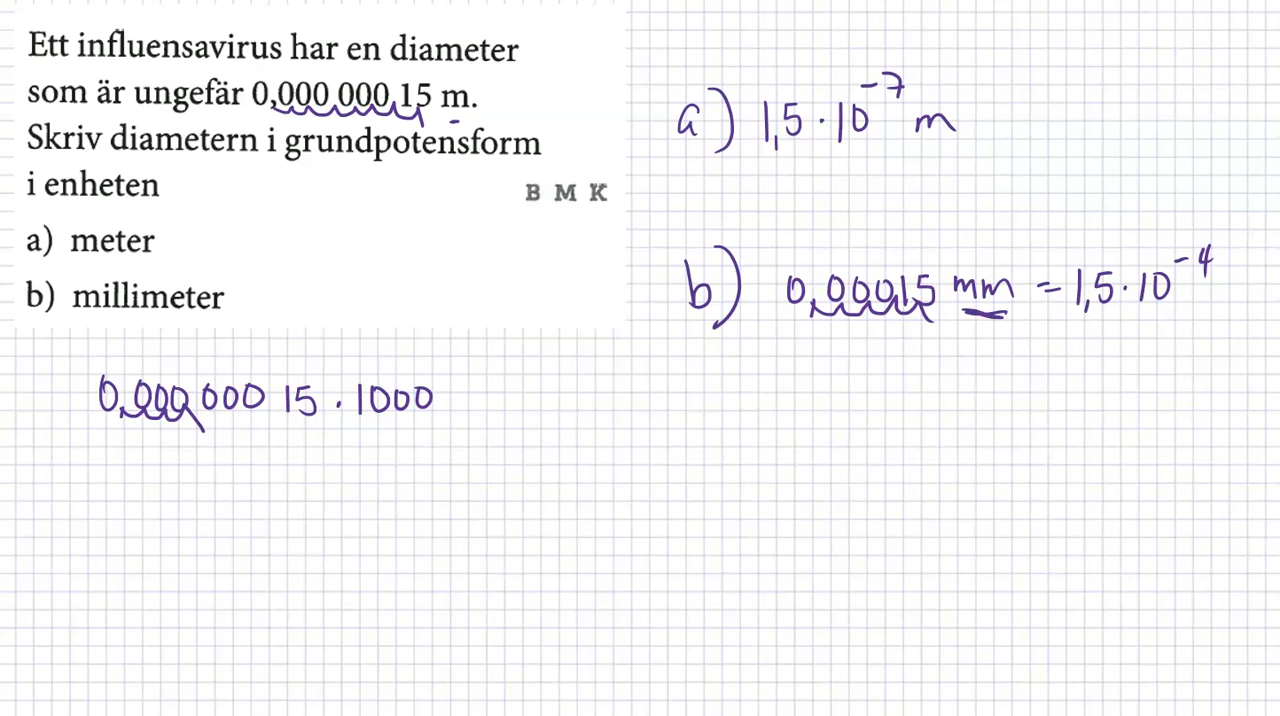 Ett influensavirus har en diameter
som är ungefär 0,000 000 15 m.
Skriv diametern i grundpotensform
i enheten
B M K
a) meter
b) millimeter
0,000 000 15 · 1000
a) 1,5 · 10⁻⁷ m
b) 0,00015 mm = 1,5 · 10⁻⁴